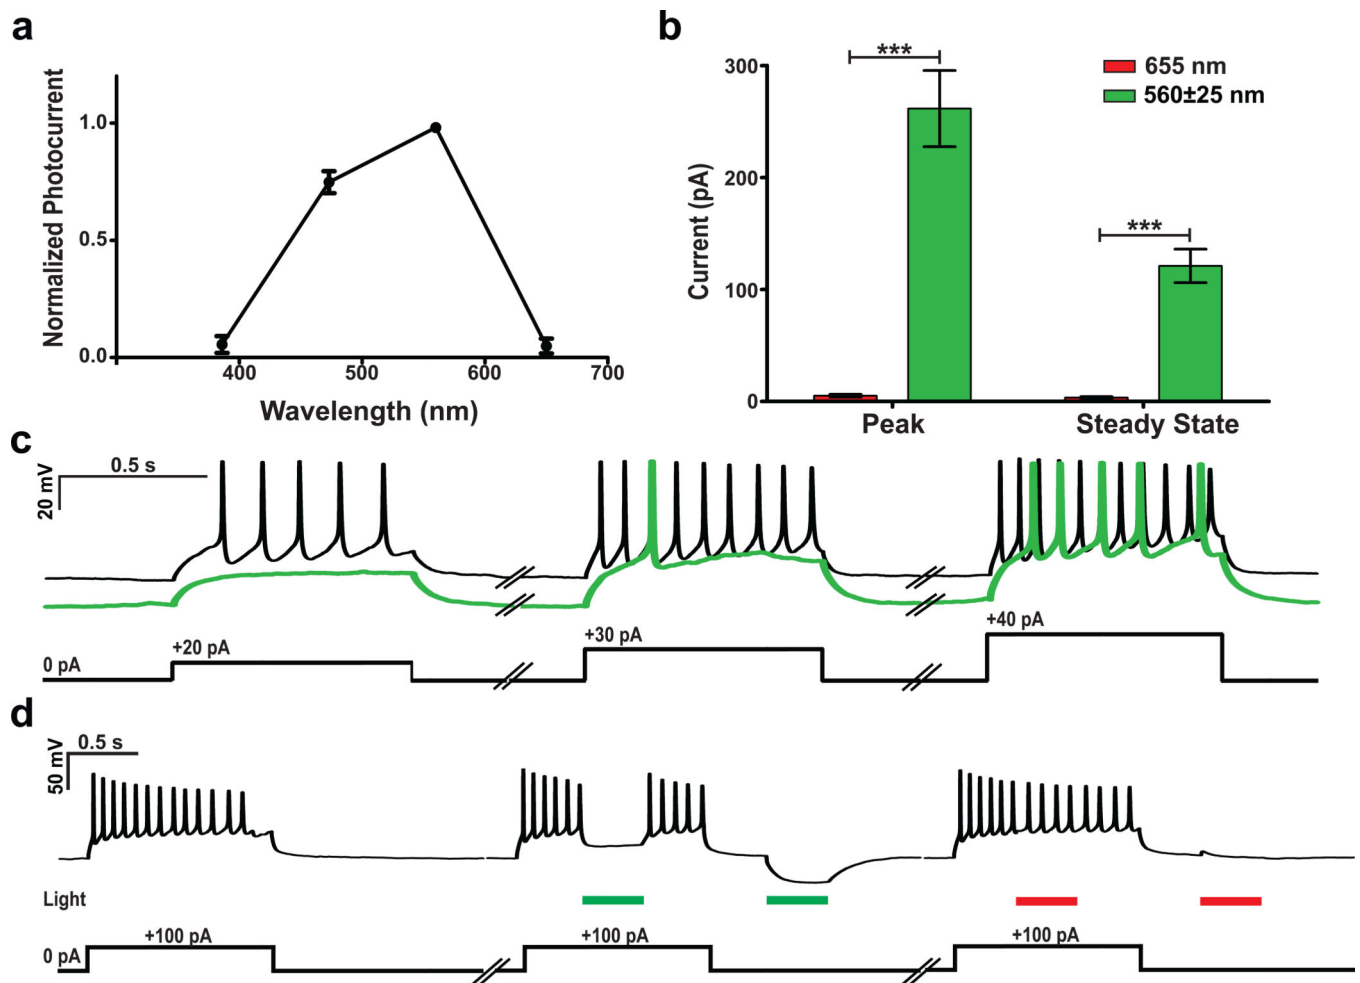 a
Normalized Photocurrent
1.0
0.5
0.0
400 500 600 700
Wavelength (nm)
b
***
***
655 nm
560±25 nm
Current (pA)
300
200
100
0
Peak Steady State
c
0.5 s
20 mV
0 pA
+20 pA
+30 pA
+40 pA
d
0.5 s
50 mV
Light
0 pA
+100 pA
+100 pA
+100 pA